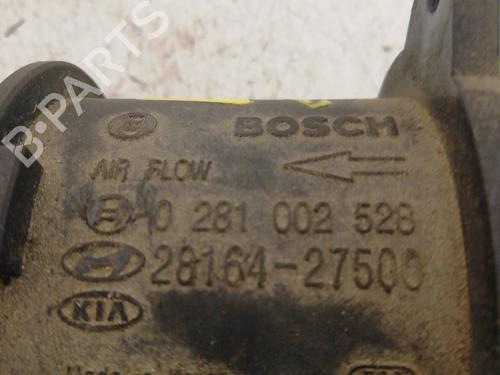 BOSCH
AIR FLOW
0 281 002 528
28164-27500
KIA
B-PARTS